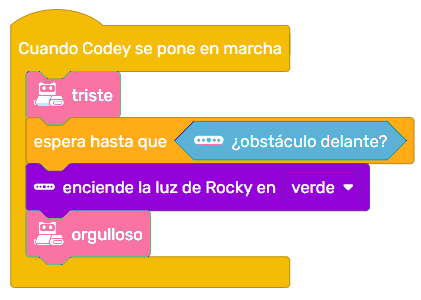 Cuando Codey se pone en marcha
triste
espera hasta que ¿obstáculo delante?
enciende la luz de Rocky en verde
orgulloso